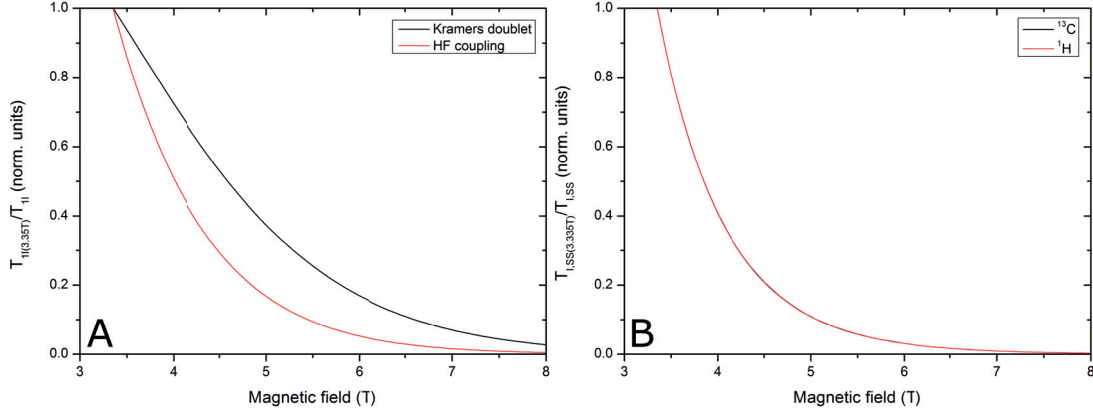 1.0
0.8
0.6
0.4
0.2
0.0
T1I(3.35T)/T1I (norm. units)
Kramers doublet
HF coupling
A
3 4 5 6 7 8
Magnetic field (T)
1.0
0.8
0.6
0.4
0.2
0.0
TI,SS(3.335T)/TI,SS (norm. units)
13C
1H
B
3 4 5 6 7 8
Magnetic field (T)